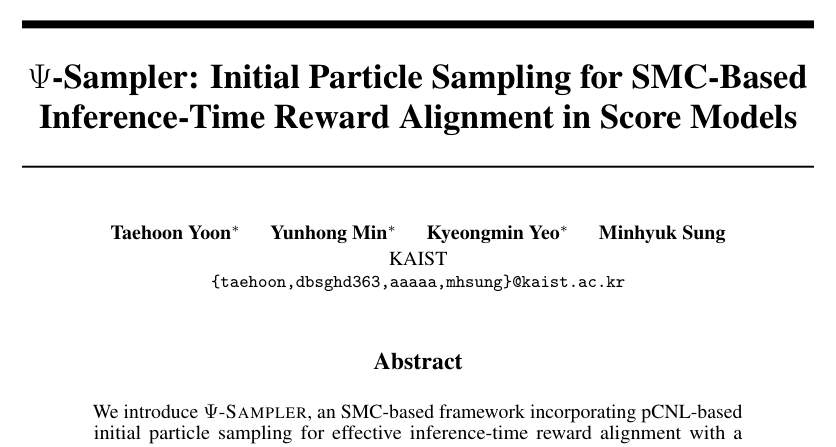 Ψ-Sampler: Initial Particle Sampling for SMC-Based
Inference-Time Reward Alignment in Score Models
Taehoon Yoon* Yunhong Min* Kyeongmin Yeo* Minhyuk Sung
KAIST
{taehoon,dbsghd363,aaaaa,mhsung}@kaist.ac.kr
Abstract
We introduce Ψ-SAMPLER, an SMC-based framework incorporating pCNL-based
initial particle sampling for effective inference-time reward alignment with a